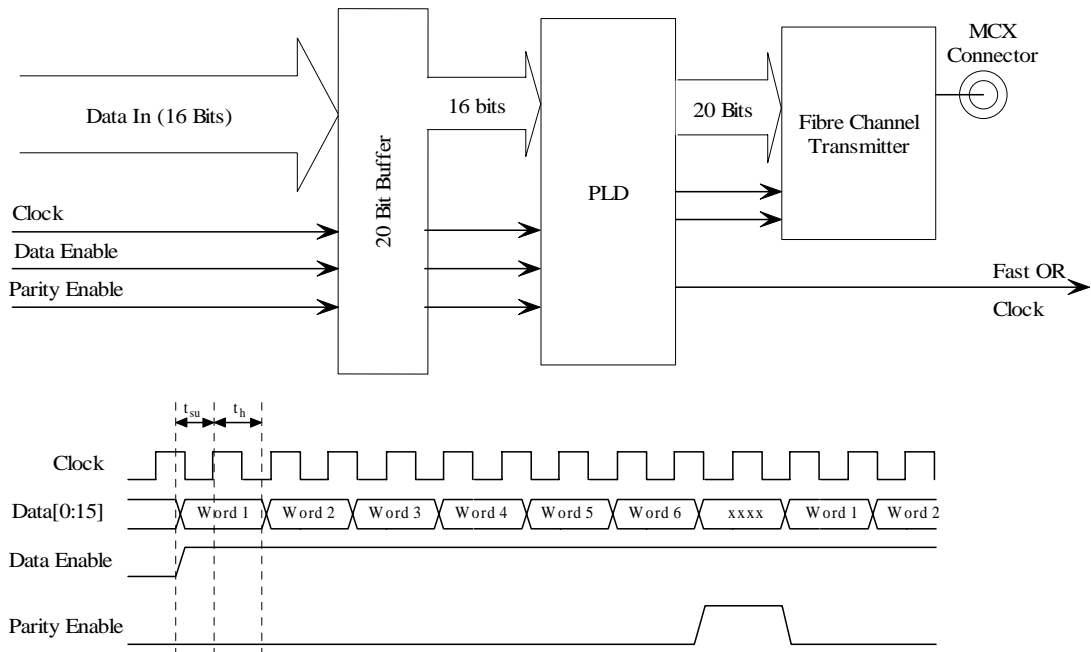 MCX
Connector
Data In (16 Bits)
20 Bit Buffer
16 bits
PLD
20 Bits
Fibre Channel
Transmitter
Clock
Data Enable
Parity Enable
Fast OR
Clock
tsu
th
Clock
Data[0:15]
Word 1
Word 2
Word 3
Word 4
Word 5
Word 6
xxxx
Word 1
Word 2
Data Enable
Parity Enable